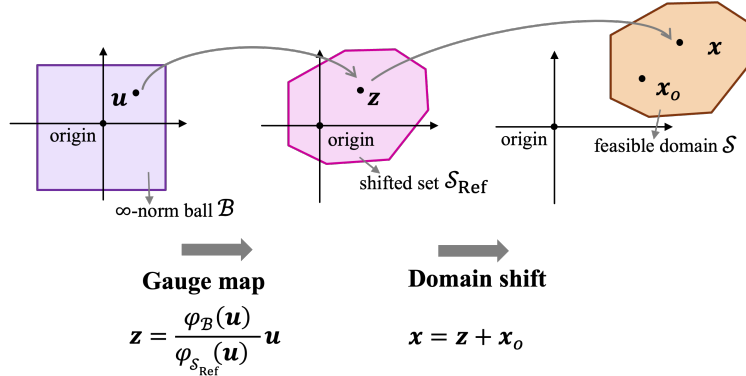 u
z
x
x_o
origin
origin
origin
∞-norm ball ℬ
shifted set 𝒮_Ref
feasible domain 𝒮
Gauge map
Domain shift
z = φ_ℬ(u) / φ_𝒮_Ref(u) u
x = z + x_o